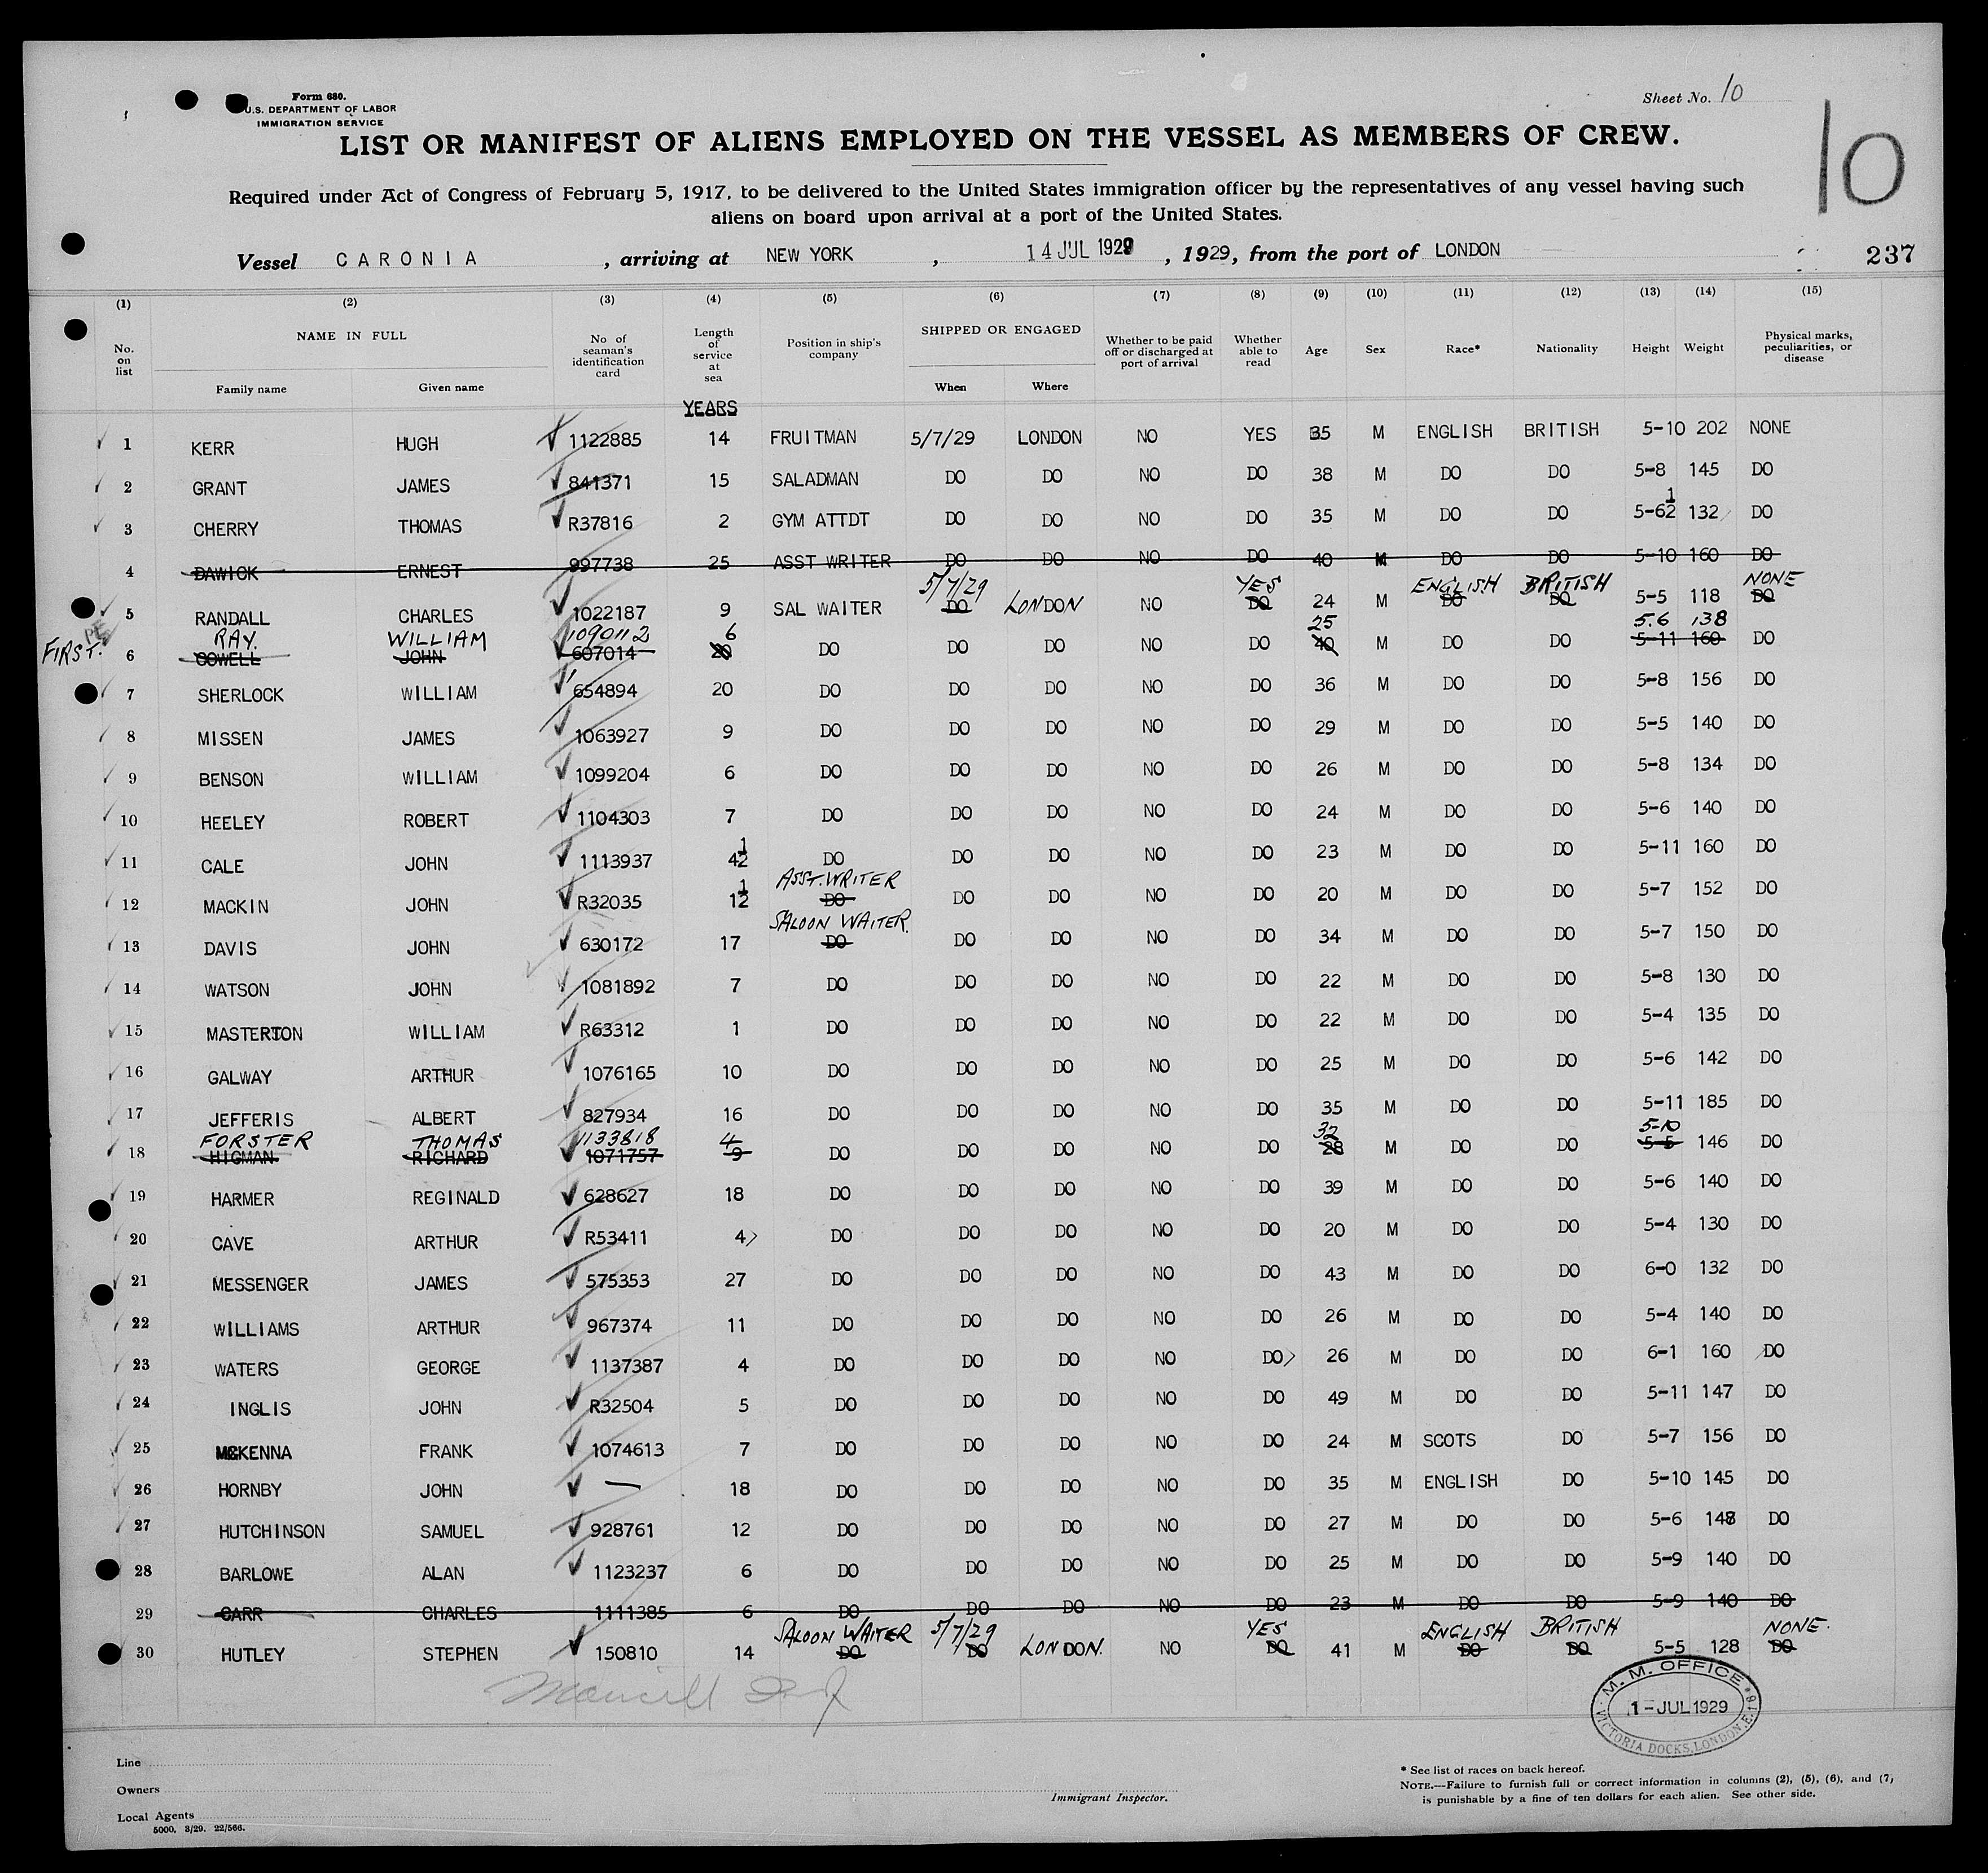 Form 680.
U.S. DEPARTMENT OF LABOR
IMMIGRATION SERVICE
Sheet No. 10
LIST OR MANIFEST OF ALIENS EMPLOYED ON THE VESSEL AS MEMBERS OF CREW.
10
Required under Act of Congress of February 5, 1917, to be delivered to the United States immigration officer by the representatives of any vessel having such
aliens on board upon arrival at a port of the United States.
Vessel CARONIA, arriving at NEW YORK, 14 JUL 1929, 1929, from the port of LONDON
237
(1) (2) (3) (4) (5) (6) (7) (8) (9) (10) (11) (12) (13) (14) (15)
No. on list NAME IN FULL Family name Given name No of seaman's identification card Length of service at sea Position in ship's company SHIPPED OR ENGAGED When Where Whether to be paid off or discharged at port of arrival Whether able to read Age Sex Race* Nationality Height Weight Physical marks, peculiarities, or disease
YEARS
1 KERR HUGH 1122885 14 FRUITMAN 5/7/29 LONDON NO YES 35 M ENGLISH BRITISH 5-10 202 NONE
2 GRANT JAMES 841371 15 SALADMAN DO DO NO DO 38 M DO DO 5-8 145 DO
3 CHERRY THOMAS R37816 2 GYM ATTDT DO DO NO DO 35 M DO DO 5-6½ 132 DO
4 DAWICK ERNEST 997738 25 ASST WRITER DO DO NO DO 40 M DO DO 5-10 160 DO
5/7/29 YES ENGLISH BRITISH NONE
5 RANDALL CHARLES 1022187 9 SAL WAITER DO LONDON NO DO 24 M DO DO 5-5 118 DO
RAY. WILLIAM 1090112 6 25 5.6 138
FIRST. 6 COWELL JOHN 607014 20 DO DO DO NO DO 40 M DO DO 5-11 160 DO
7 SHERLOCK WILLIAM 654894 20 DO DO DO NO DO 36 M DO DO 5-8 156 DO
8 MISSEN JAMES 1063927 9 DO DO DO NO DO 29 M DO DO 5-5 140 DO
9 BENSON WILLIAM 1099204 6 DO DO DO NO DO 26 M DO DO 5-8 134 DO
10 HEELEY ROBERT 1104303 7 DO DO DO NO DO 24 M DO DO 5-6 140 DO
11 CALE JOHN 1113937 4½ DO DO DO NO DO 23 M DO DO 5-11 160 DO
ASST. WRITER
12 MACKIN JOHN R32035 1½ DO DO DO NO DO 20 M DO DO 5-7 152 DO
SALOON WAITER.
13 DAVIS JOHN 630172 17 DO DO DO NO DO 34 M DO DO 5-7 150 DO
14 WATSON JOHN 1081892 7 DO DO DO NO DO 22 M DO DO 5-8 130 DO
15 MASTERTON WILLIAM R63312 1 DO DO DO NO DO 22 M DO DO 5-4 135 DO
16 GALWAY ARTHUR 1076165 10 DO DO DO NO DO 25 M DO DO 5-6 142 DO
17 JEFFERIS ALBERT 827934 16 DO DO DO NO DO 35 M DO DO 5-11 185 DO
FORSTER THOMAS 1133818 4 32 5-10
18 HIGMAN RICHARD 1071757 9 DO DO DO NO DO 28 M DO DO 5-5 146 DO
19 HARMER REGINALD 628627 18 DO DO DO NO DO 39 M DO DO 5-6 140 DO
20 CAVE ARTHUR R53411 4 DO DO DO NO DO 20 M DO DO 5-4 130 DO
21 MESSENGER JAMES 575353 27 DO DO DO NO DO 43 M DO DO 6-0 132 DO
22 WILLIAMS ARTHUR 967374 11 DO DO DO NO DO 26 M DO DO 5-4 140 DO
23 WATERS GEORGE 1137387 4 DO DO DO NO DO 26 M DO DO 6-1 160 DO
24 INGLIS JOHN R32504 5 DO DO DO NO DO 49 M DO DO 5-11 147 DO
25 McKENNA FRANK 1074613 7 DO DO DO NO DO 24 M SCOTS DO 5-7 156 DO
26 HORNBY JOHN — 18 DO DO DO NO DO 35 M ENGLISH DO 5-10 145 DO
27 HUTCHINSON SAMUEL 928761 12 DO DO DO NO DO 27 M DO DO 5-6 148 DO
28 BARLOWE ALAN 1123237 6 DO DO DO NO DO 25 M DO DO 5-9 140 DO
29 CARR CHARLES 1111385 6 DO DO DO NO DO 23 M DO DO 5-9 140 DO
SALOON WAITER 5/7/29 YES ENGLISH BRITISH NONE.
30 HUTLEY STEPHEN 150810 14 DO DO LONDON. NO DO 41 M DO DO 5-5 128 DO
M. M. OFFICE
1-JUL 1929
VICTORIA DOCKS, LONDON, E.16
Line
Owners
Local Agents
5000, 3/29. 22/566.
Immigrant Inspector.
* See list of races on back hereof.
NOTE.—Failure to furnish full or correct information in columns (2), (5), (6), and (7)
is punishable by a fine of ten dollars for each alien. See other side.